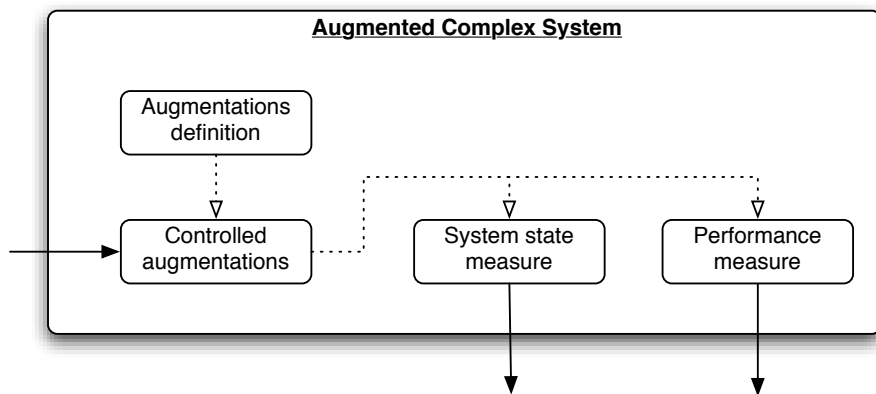 Augmented Complex System
Augmentations
definition
Controlled
augmentations
System state
measure
Performance
measure